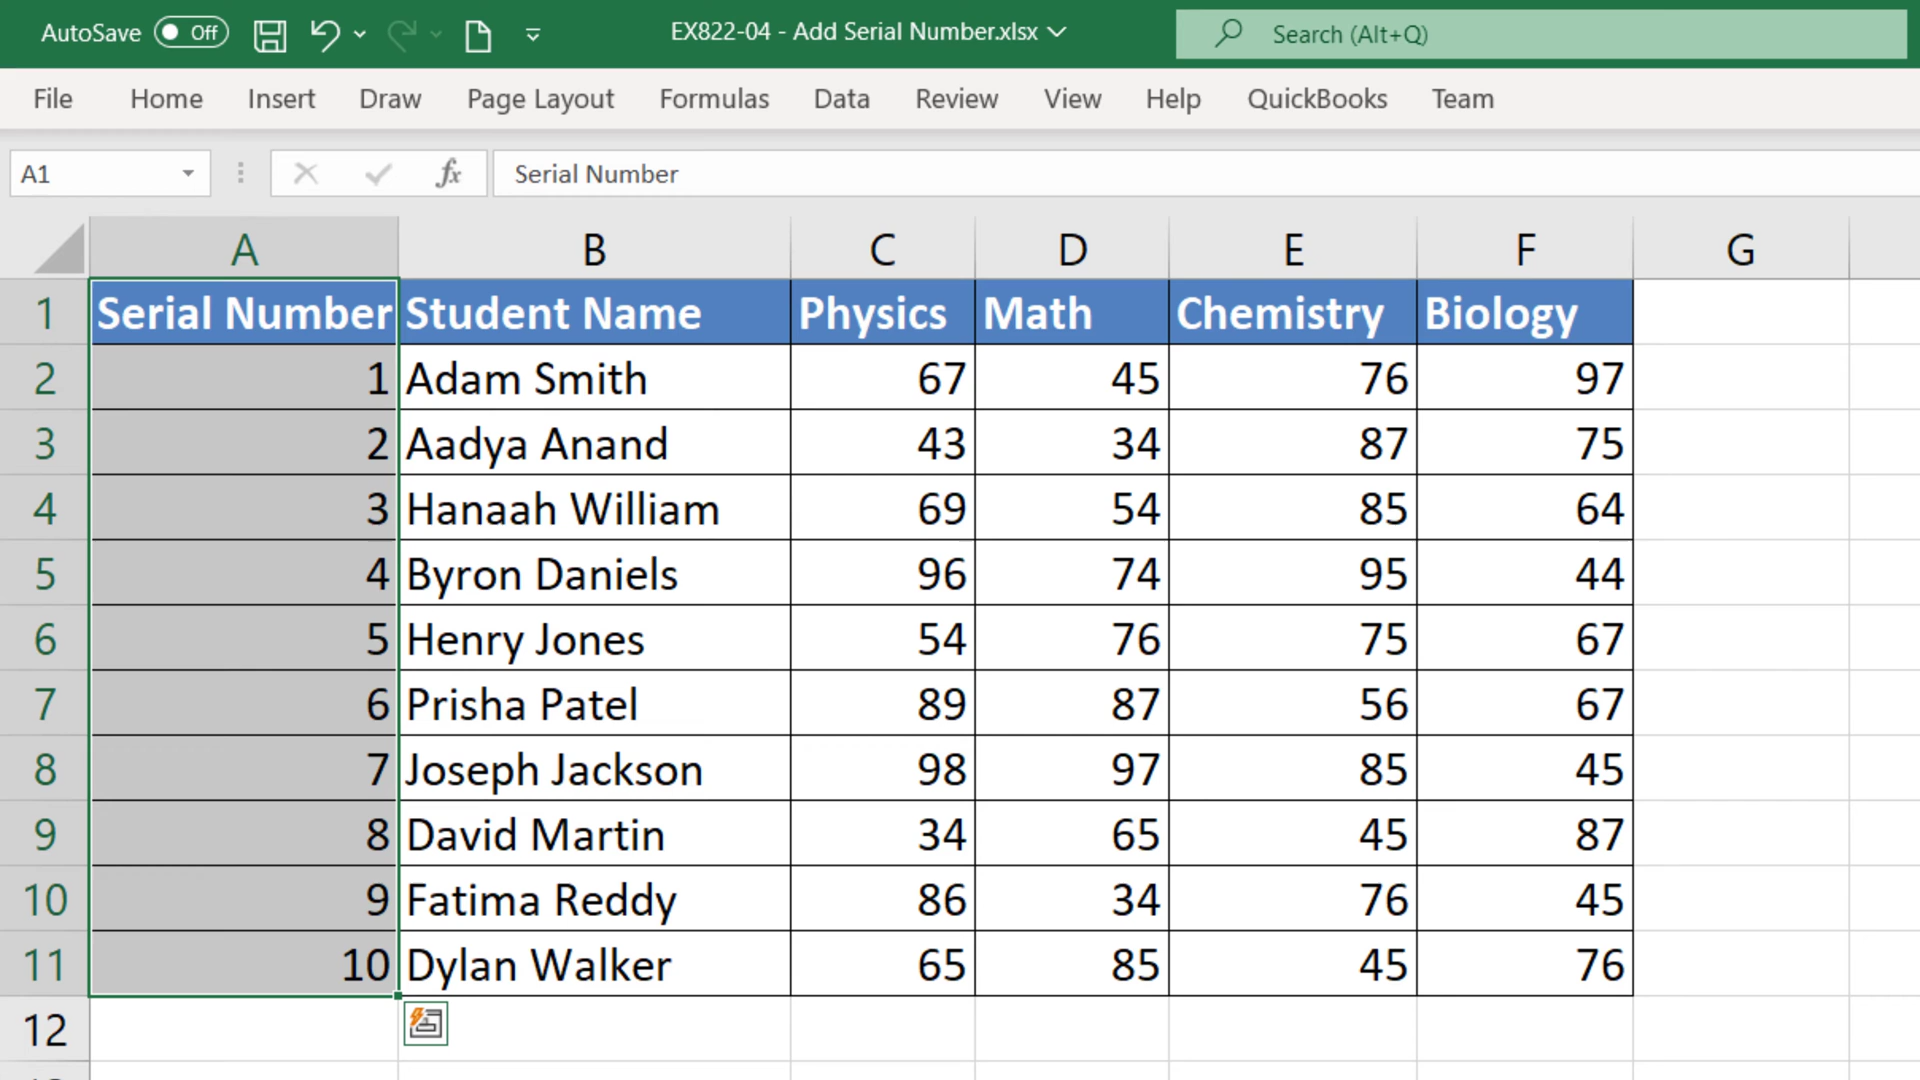 AutoSave Off EX822-04 - Add Serial Number.xlsx Search (Alt+Q)
File Home Insert Draw Page Layout Formulas Data Review View Help QuickBooks Team
A1 fx Serial Number
A B C D E F G
1 Serial Number Student Name Physics Math Chemistry Biology
2 1 Adam Smith 67 45 76 97
3 2 Aadya Anand 43 34 87 75
4 3 Hanaah William 69 54 85 64
5 4 Byron Daniels 96 74 95 44
6 5 Henry Jones 54 76 75 67
7 6 Prisha Patel 89 87 56 67
8 7 Joseph Jackson 98 97 85 45
9 8 David Martin 34 65 45 87
10 9 Fatima Reddy 86 34 76 45
11 10 Dylan Walker 65 85 45 76
12